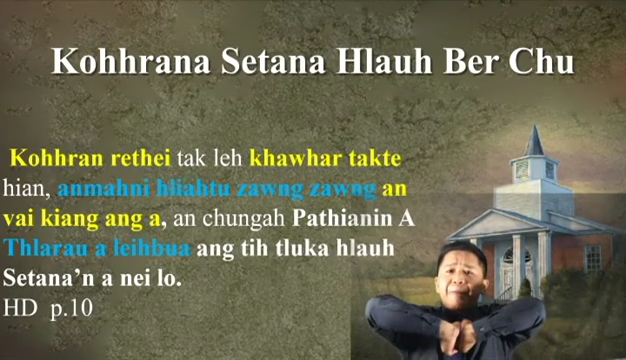 Kohhrana Setana Hlauh Ber Chu
Kohhran rethei tak leh khawhar takte
hian, anmahni hliahtu zawng zawng an
vai kiang ang a, an chungah Pathianin A
Thlarau a leihbua ang tih tluka hlauh
Setana’n a nei lo.
HD p.10